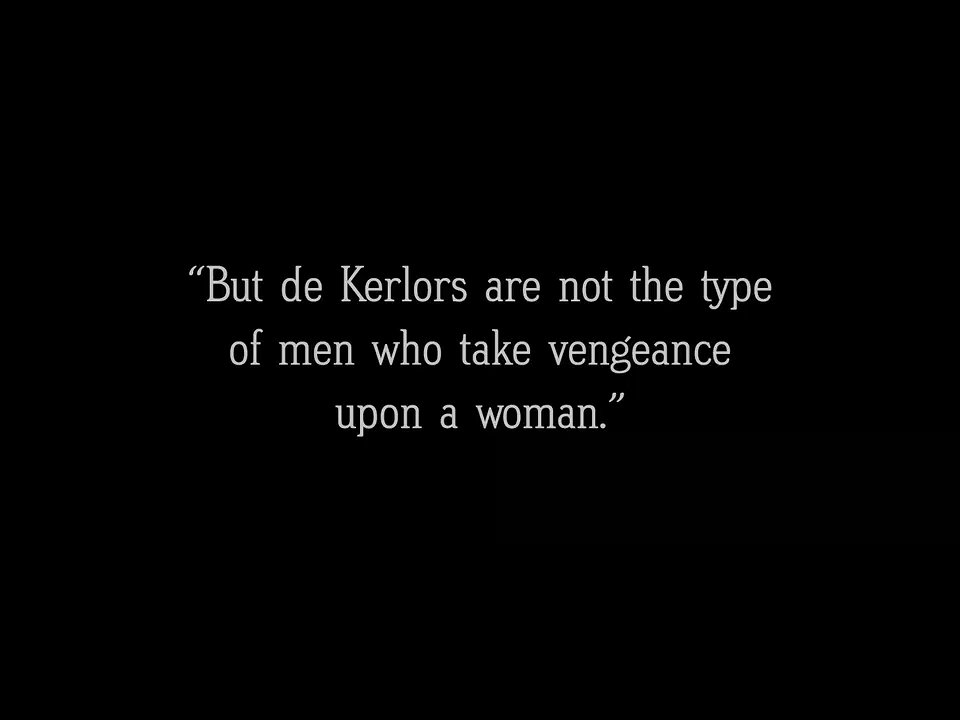 “But de Kerlors are not the type
of men who take vengeance
upon a woman.”